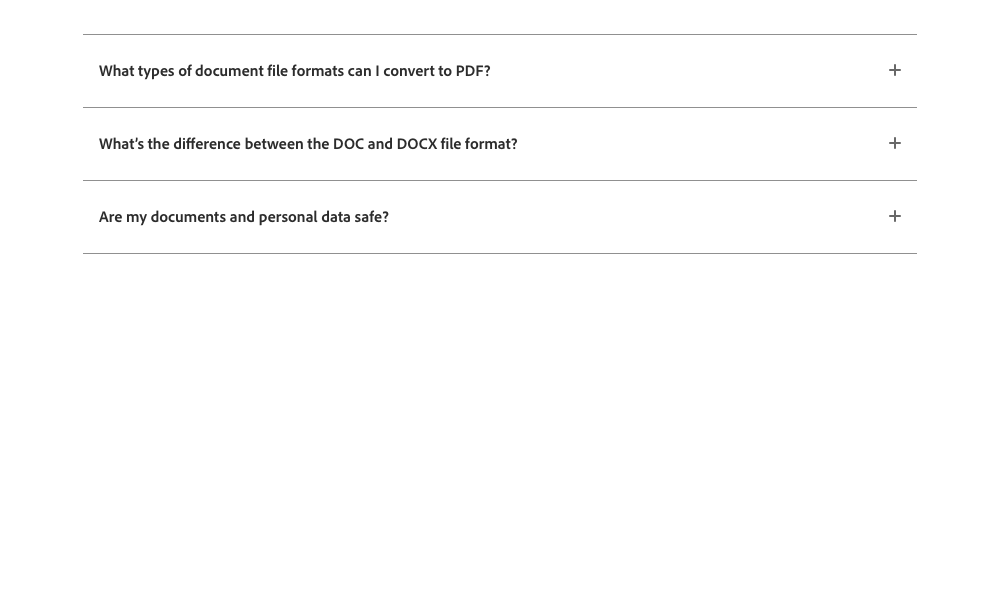 What types of document file formats can I convert to PDF?
What's the difference between the DOC and DOCX file format?
Are my documents and personal data safe?